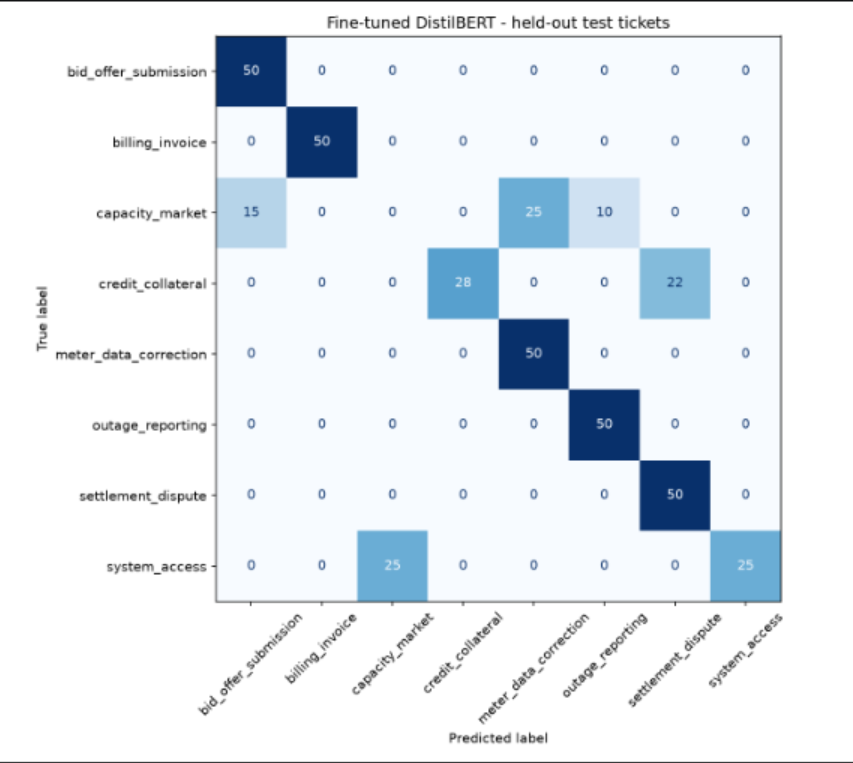 Fine-tuned DistilBERT - held-out test tickets
bid_offer_submission 50 0 0 0 0 0 0 0
billing_invoice 0 50 0 0 0 0 0 0
capacity_market 15 0 0 0 25 10 0 0
credit_collateral 0 0 0 28 0 0 22 0
meter_data_correction 0 0 0 0 50 0 0 0
outage_reporting 0 0 0 0 0 50 0 0
settlement_dispute 0 0 0 0 0 0 50 0
system_access 0 0 25 0 0 0 0 25
True label
bid_offer_submission
billing_invoice
capacity_market
credit_collateral
meter_data_correction
outage_reporting
settlement_dispute
system_access
Predicted label